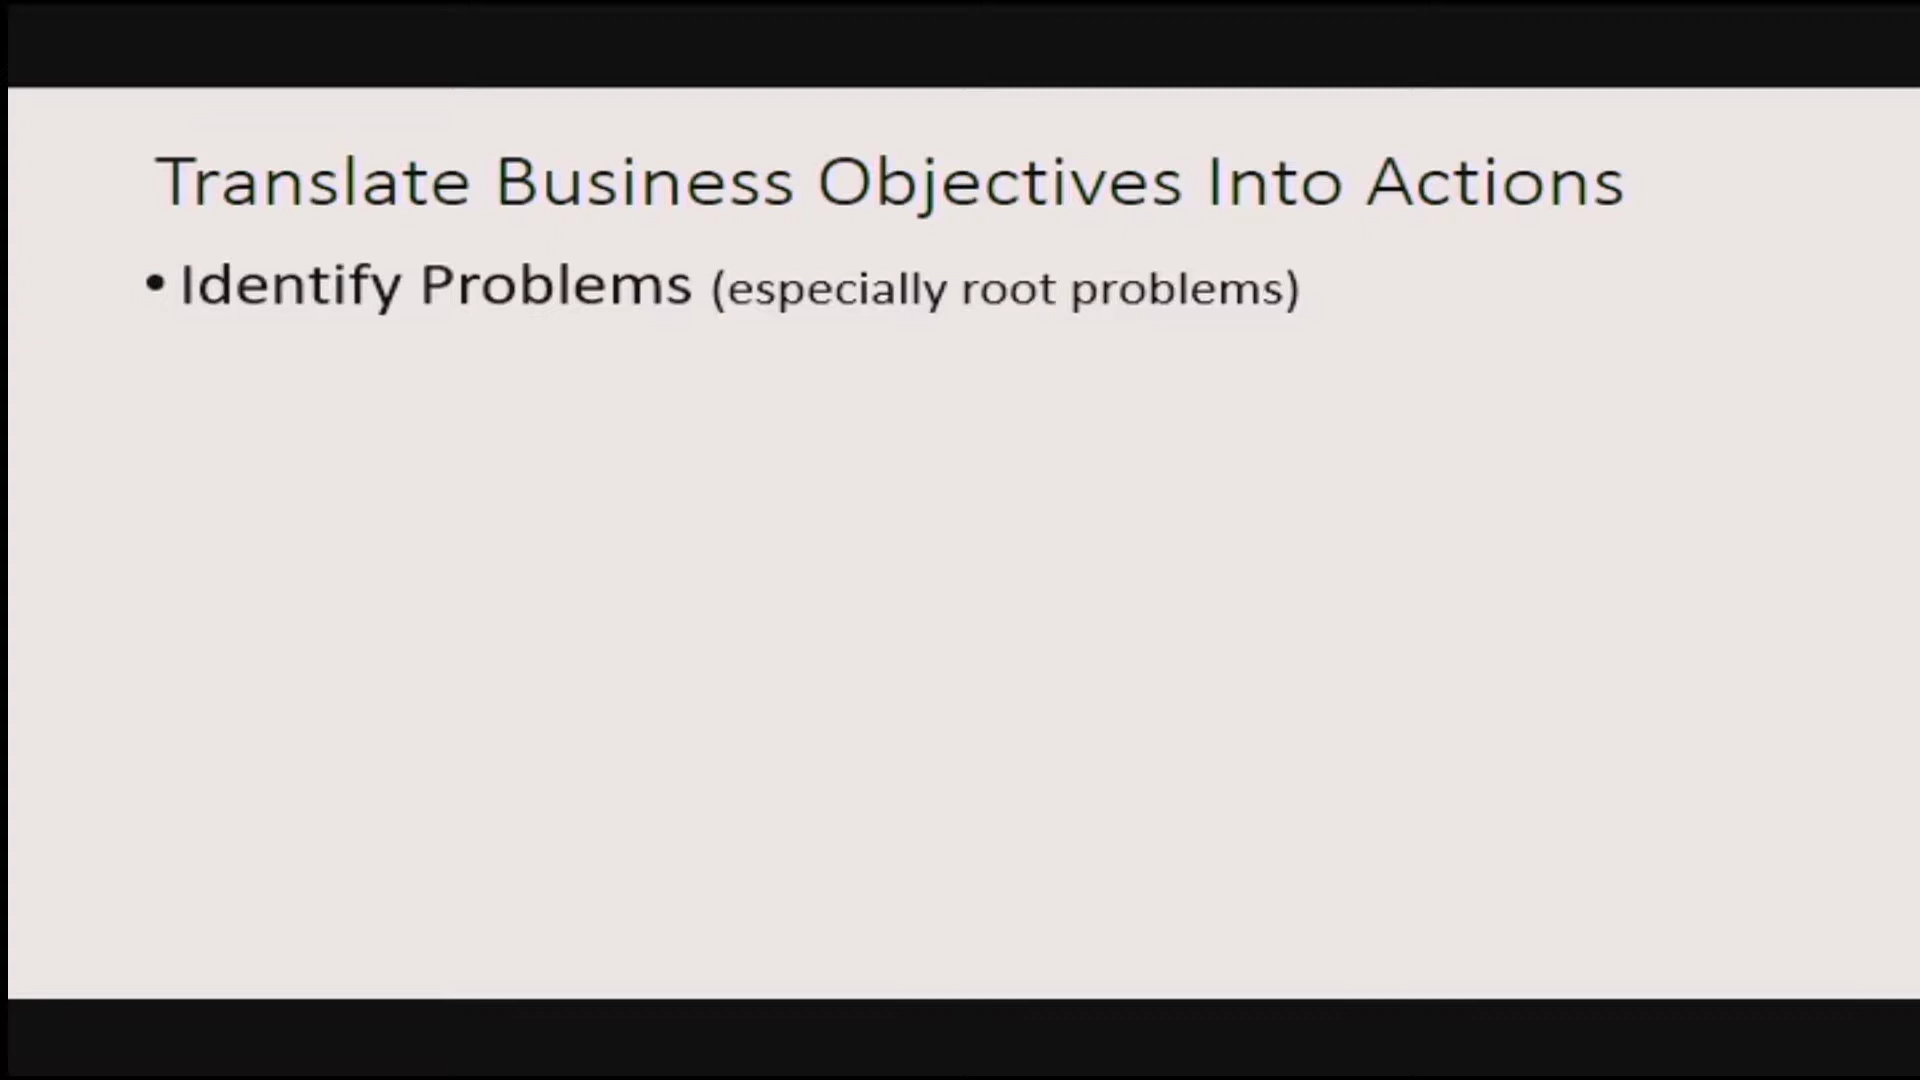 Translate Business Objectives Into Actions
• Identify Problems (especially root problems)